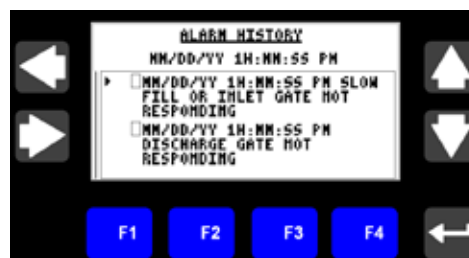 ALARM HISTORY
MM/DD/YY 1H:MM:SS PM
MM/DD/YY 1H:MM:SS PM SLOW
FILL OR INLET GATE NOT
RESPONDING
MM/DD/YY 1H:MM:SS PM
DISCHARGE GATE NOT
RESPONDING
F1 F2 F3 F4